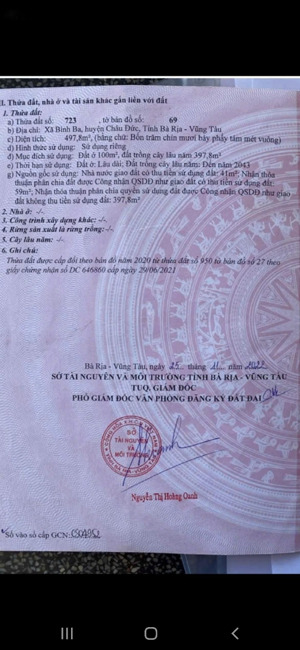 II. Thửa đất, nhà ở và tài sản khác gắn liền với đất
1. Thửa đất:
a) Thửa đất số: 723 , tờ bản đồ số: 69
b) Địa chỉ: Xã Bình Ba, huyện Châu Đức, Tỉnh Bà Rịa - Vũng Tàu
c) Diện tích: 497,8m², (bằng chữ: Bốn trăm chín mươi bảy phẩy tám mét vuông)
d) Hình thức sử dụng: Sử dụng riêng
đ) Mục đích sử dụng: Đất ở 100m², đất trồng cây lâu năm 397,8m²
e) Thời hạn sử dụng: Đất ở: Lâu dài; Đất trồng cây lâu năm: Đến năm 2043
g) Nguồn gốc sử dụng: Nhà nước giao đất có thu tiền sử dụng đất: 41m²; Nhận
thỏa thuận phân chia đất được Công nhận QSDĐ như giao đất có thu tiền sử dụng đất:
59m²; Nhận thỏa thuận phân chia quyền sử dụng đất được Công nhận QSDĐ như giao
đất không thu tiền sử dụng đất: 397,8m²
2. Nhà ở: -/-
3. Công trình xây dựng khác: -/-
4. Rừng sản xuất là rừng trồng: -/-
5. Cây lâu năm: -/-
6. Ghi chú:
Thửa đất được cấp đổi theo bản đồ năm 2020 từ thửa đất số 950 tờ bản đồ số 27 theo
giấy chứng nhận số DC 646860 cấp ngày 29/06/2021
Bà Rịa - Vũng Tàu, ngày 25 tháng 11 năm 2022
SỞ TÀI NGUYÊN VÀ MÔI TRƯỜNG TỈNH BÀ RỊA - VŨNG TÀU
TUQ. GIÁM ĐỐC
PHÓ GIÁM ĐỐC VĂN PHÒNG ĐĂNG KÝ ĐẤT ĐAI
SỞ
TÀI NGUYÊN
VÀ
MÔI TRƯỜNG
Nguyễn Thị Hoàng Oanh
Số vào sổ cấp GCN: